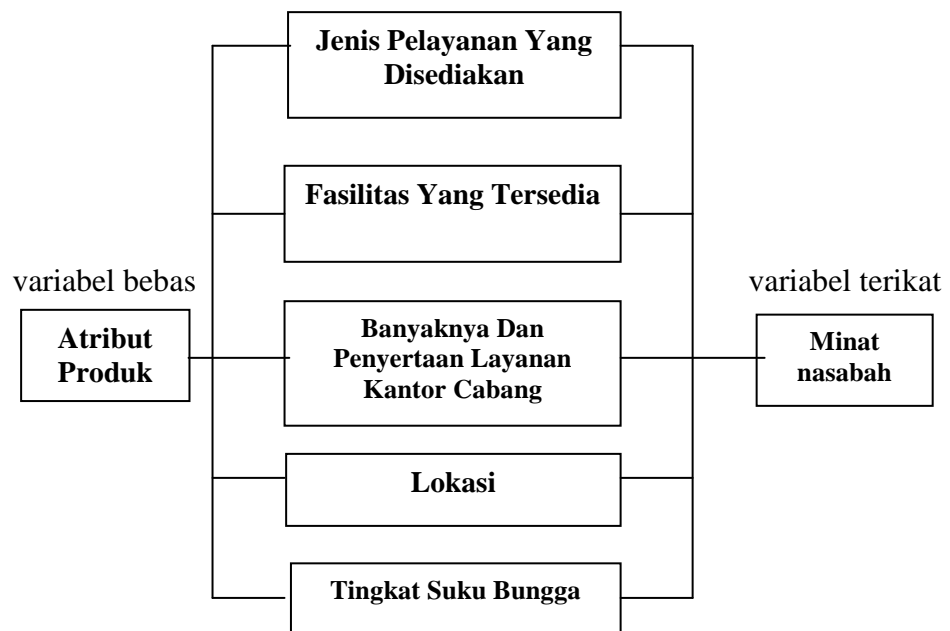 Jenis Pelayanan Yang
Disediakan
Fasilitas Yang Tersedia
variabel bebas
Atribut
Produk
Banyaknya Dan
Penyertaan Layanan
Kantor Cabang
variabel terikat
Minat
nasabah
Lokasi
Tingkat Suku Bungga